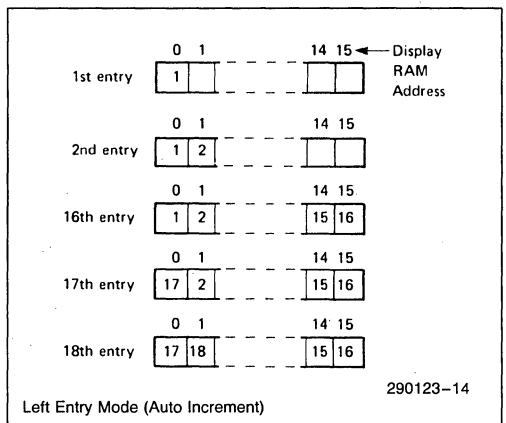 0 1 14 15 Display
1st entry 1 RAM
Address
0 1 14 15
2nd entry 1 2
0 1 14 15
16th entry 1 2 15 16
0 1 14 15
17th entry 17 2 15 16
0 1 14 15
18th entry 17 18 15 16
290123–14
Left Entry Mode (Auto Increment)